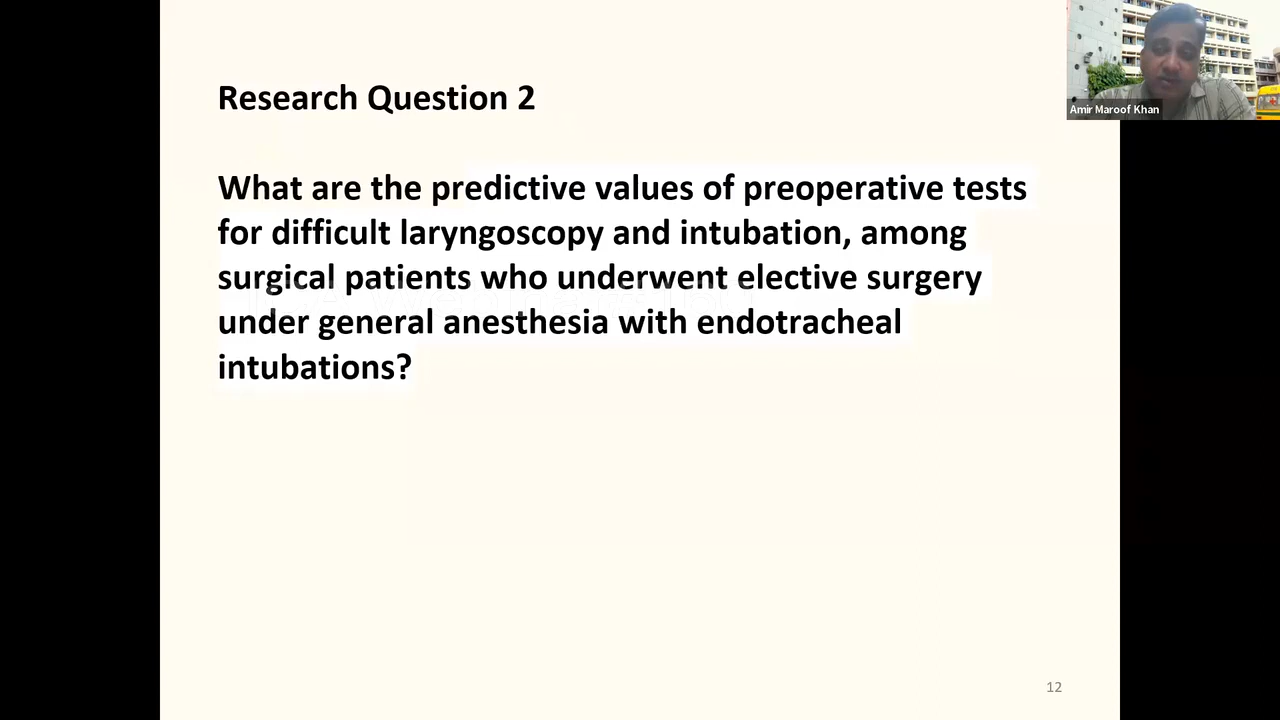 Research Question 2
What are the predictive values of preoperative tests
for difficult laryngoscopy and intubation, among
surgical patients who underwent elective surgery
under general anesthesia with endotracheal
intubations?
Amir Maroof Khan
12